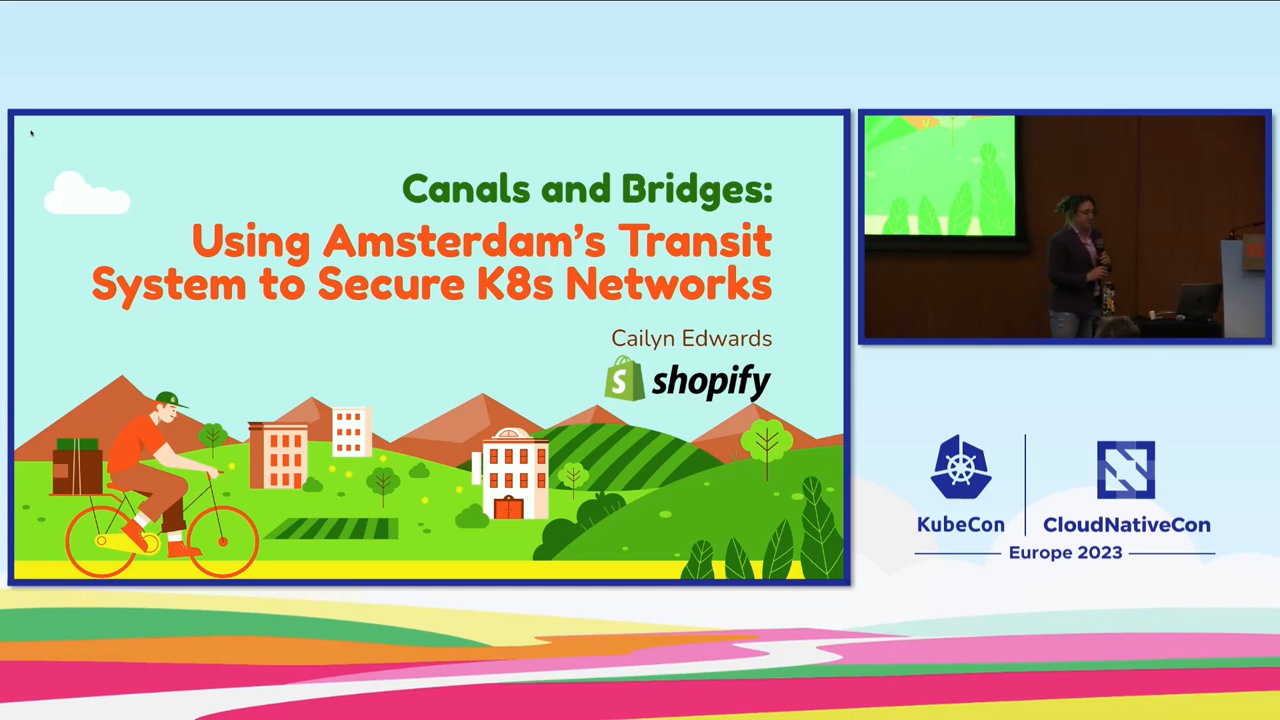 Canals and Bridges:
Using Amsterdam's Transit
System to Secure K8s Networks
Cailyn Edwards
shopify
KubeCon
CloudNativeCon
Europe 2023